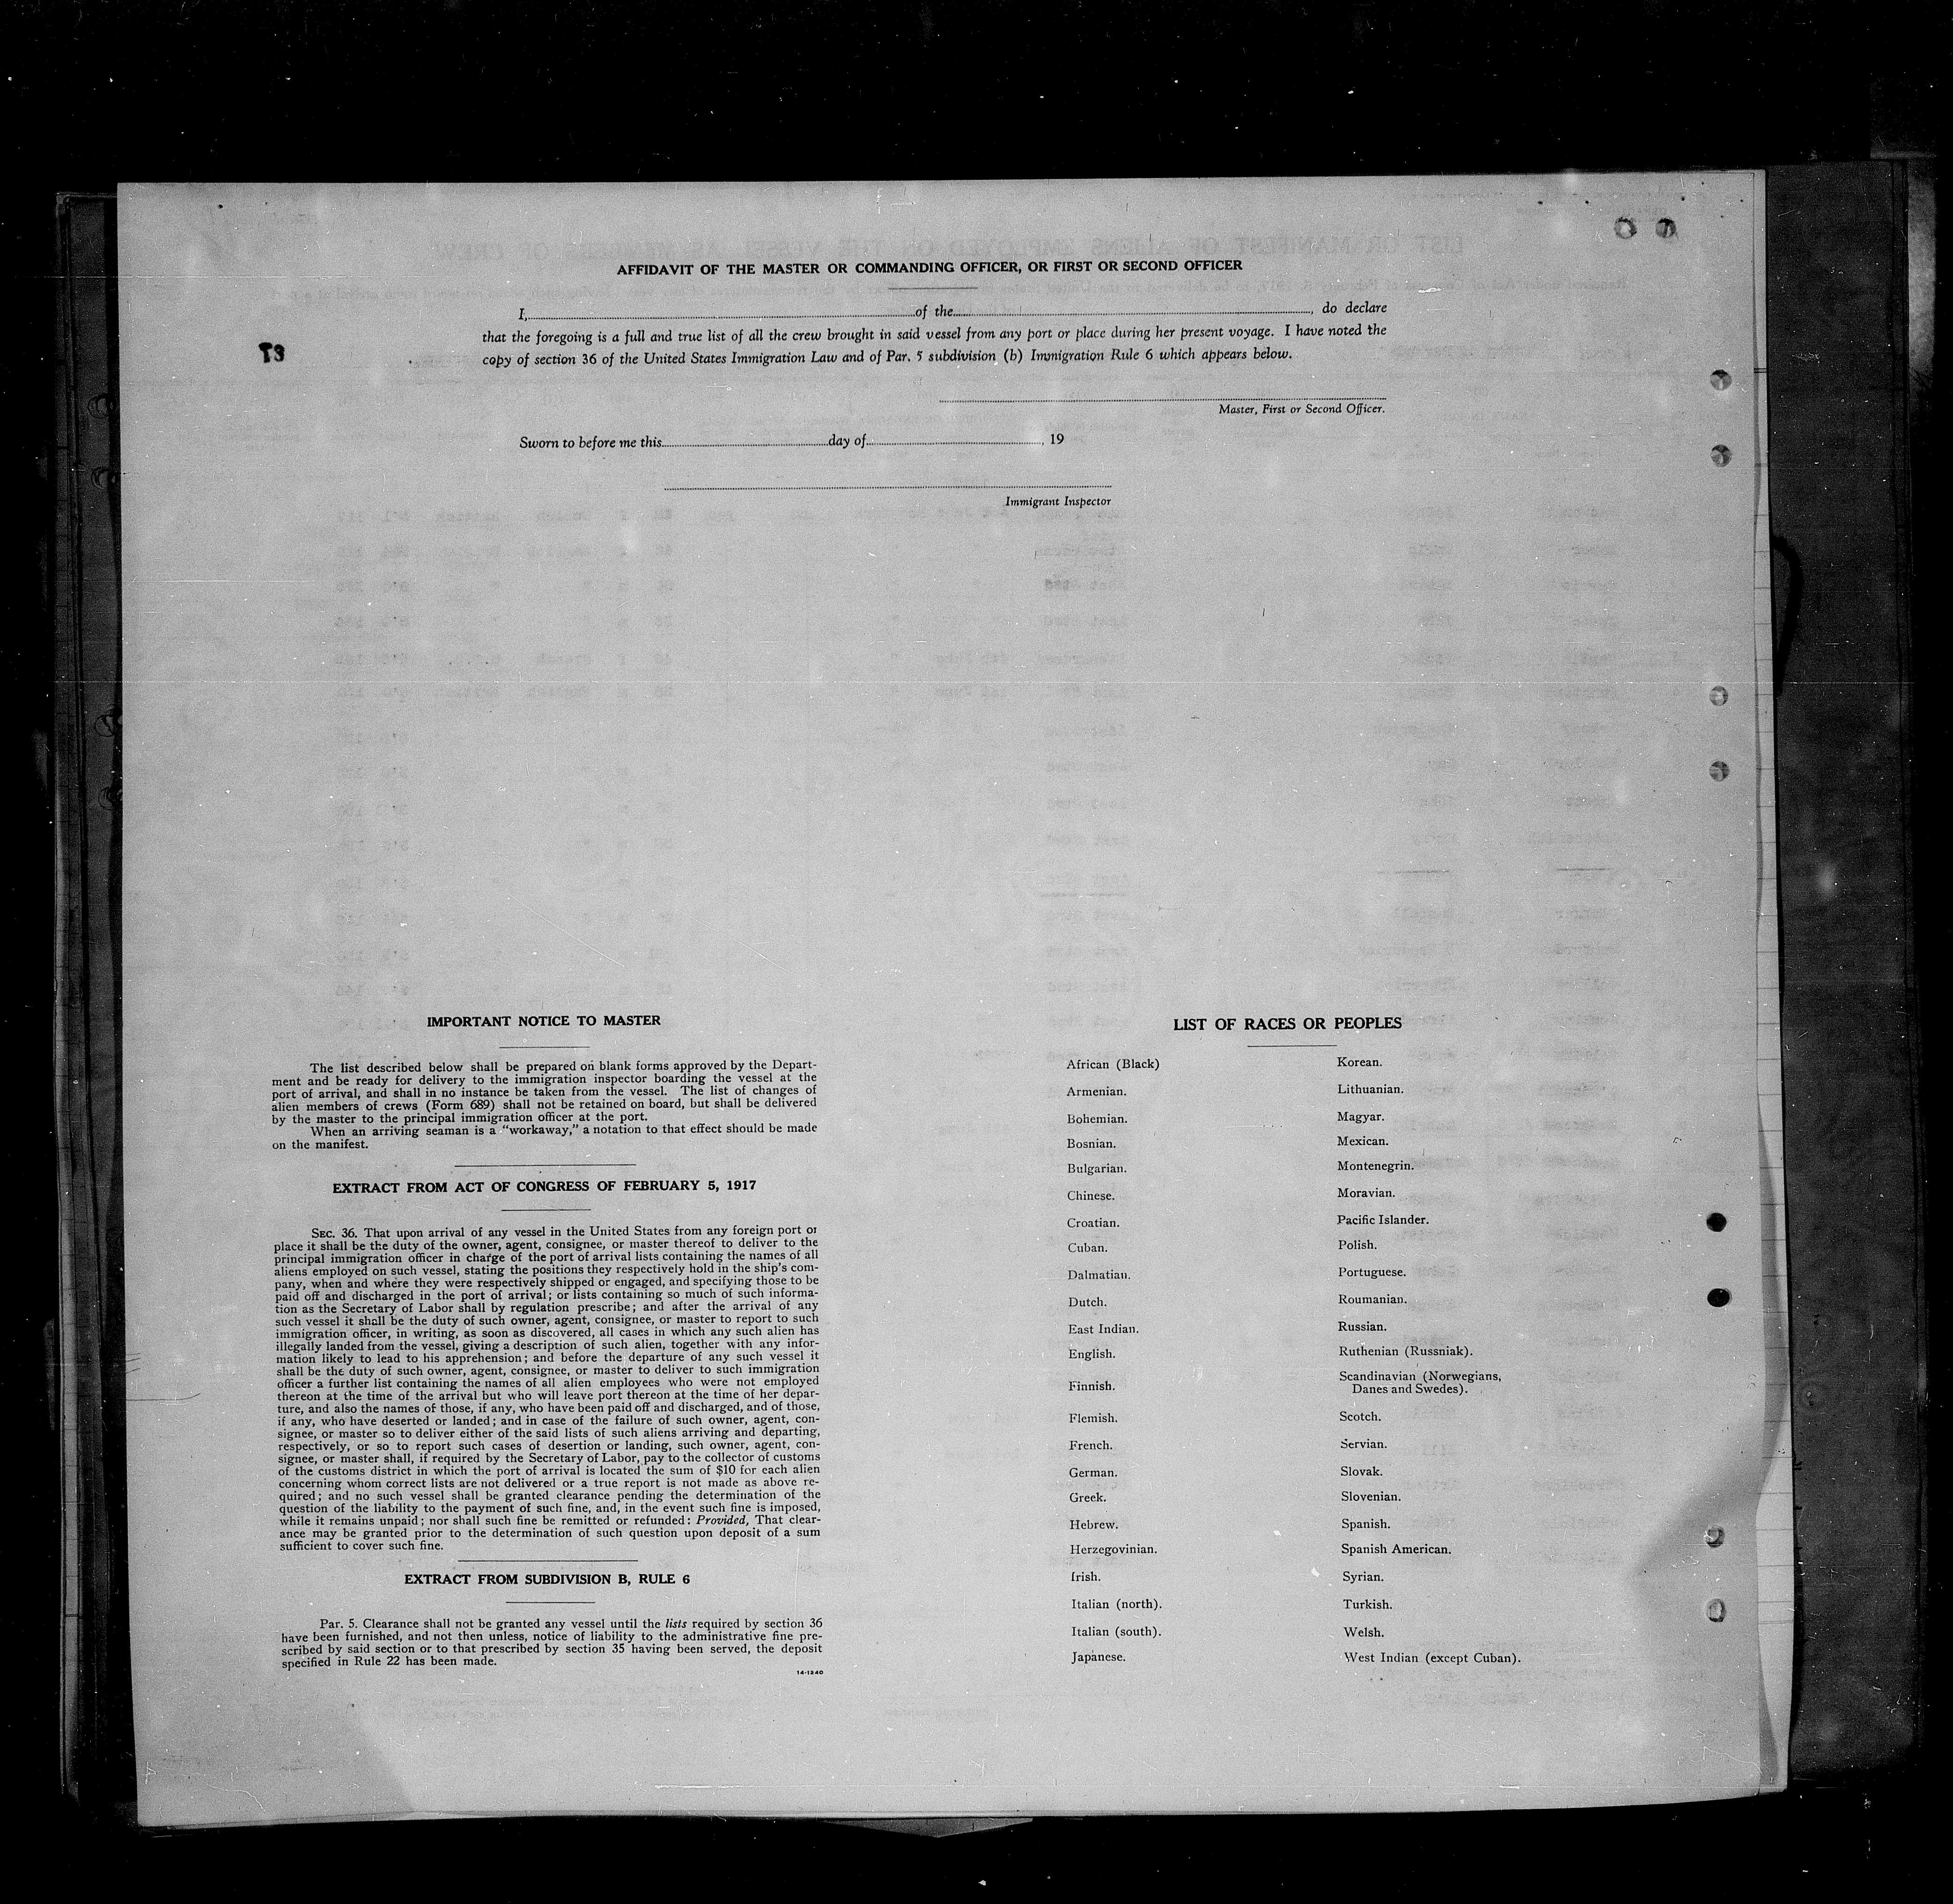 AFFIDAVIT OF THE MASTER OR COMMANDING OFFICER, OR FIRST OR SECOND OFFICER
I, of the , do declare
that the foregoing is a full and true list of all the crew brought in said vessel from any port or place during her present voyage. I have noted the
copy of section 36 of the United States Immigration Law and of Par. 5 subdivision (b) Immigration Rule 6 which appears below.
T3
Master, First or Second Officer.
Sworn to before me this day of , 19
Immigrant Inspector
IMPORTANT NOTICE TO MASTER
The list described below shall be prepared on blank forms approved by the Depart-
ment and be ready for delivery to the immigration inspector boarding the vessel at the
port of arrival, and shall in no instance be taken from the vessel. The list of changes of
alien members of crews (Form 689) shall not be retained on board, but shall be delivered
by the master to the principal immigration officer at the port.
When an arriving seaman is a "workaway," a notation to that effect should be made
on the manifest.
EXTRACT FROM ACT OF CONGRESS OF FEBRUARY 5, 1917
SEC. 36. That upon arrival of any vessel in the United States from any foreign port or
place it shall be the duty of the owner, agent, consignee, or master thereof to deliver to the
principal immigration officer in charge of the port of arrival lists containing the names of all
aliens employed on such vessel, stating the positions they respectively hold in the ship's com-
pany, when and where they were respectively shipped or engaged, and specifying those to be
paid off and discharged in the port of arrival; or lists containing so much of such informa-
tion as the Secretary of Labor shall by regulation prescribe; and after the arrival of any
such vessel it shall be the duty of such owner, agent, consignee, or master to report to such
immigration officer, in writing, as soon as discovered, all cases in which any such alien has
illegally landed from the vessel, giving a description of such alien, together with any infor-
mation likely to lead to his apprehension; and before the departure of any such vessel it
shall be the duty of such owner, agent, consignee, or master to deliver to such immigration
officer a further list containing the names of all alien employees who were not employed
thereon at the time of the arrival but who will leave port thereon at the time of her depar-
ture, and also the names of those, if any, who have been paid off and discharged, and of those,
if any, who have deserted or landed; and in case of the failure of such owner, agent, con-
signee, or master so to deliver either of the said lists of such aliens arriving and departing,
respectively, or so to report such cases of desertion or landing, such owner, agent, con-
signee, or master shall, if required by the Secretary of Labor, pay to the collector of customs
of the customs district in which the port of arrival is located the sum of $10 for each alien
concerning whom correct lists are not delivered or a true report is not made as above re-
quired; and no such vessel shall be granted clearance pending the determination of the
question of the liability to the payment of such fine, and, in the event such fine is imposed,
while it remains unpaid; nor shall such fine be remitted or refunded: Provided, That clear-
ance may be granted prior to the determination of such question upon deposit of a sum
sufficient to cover such fine.
EXTRACT FROM SUBDIVISION B, RULE 6
Par. 5. Clearance shall not be granted any vessel until the lists required by section 36
have been furnished, and not then unless, notice of liability to the administrative fine pre-
scribed by said section or to that prescribed by section 35 having been served, the deposit
specified in Rule 22 has been made.
14-1240
LIST OF RACES OR PEOPLES
African (Black)
Armenian.
Bohemian.
Bosnian.
Bulgarian.
Chinese.
Croatian.
Cuban.
Dalmatian.
Dutch.
East Indian.
English.
Finnish.
Flemish.
French.
German.
Greek.
Hebrew.
Herzegovinian.
Irish.
Italian (north).
Italian (south).
Japanese.
Korean.
Lithuanian.
Magyar.
Mexican.
Montenegrin.
Moravian.
Pacific Islander.
Polish.
Portuguese.
Roumanian.
Russian.
Ruthenian (Russniak).
Scandinavian (Norwegians,
Danes and Swedes).
Scotch.
Servian.
Slovak.
Slovenian.
Spanish.
Spanish American.
Syrian.
Turkish.
Welsh.
West Indian (except Cuban).